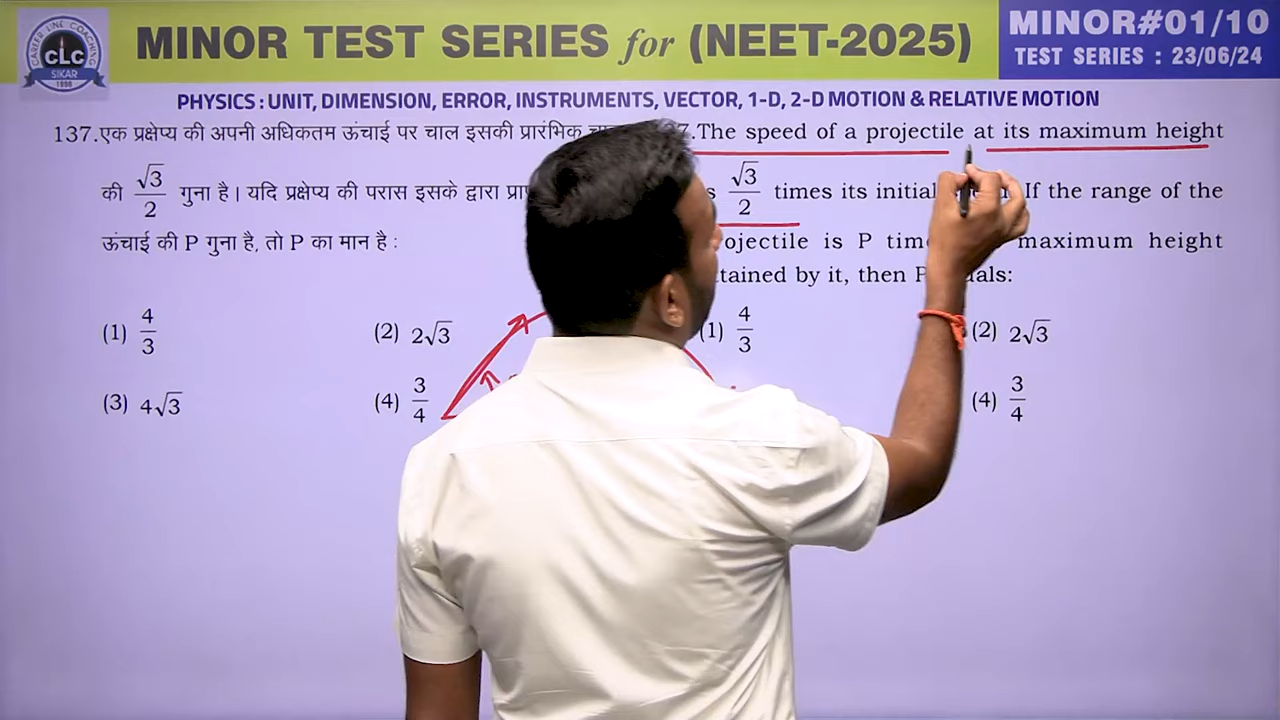 CAREER LINE COACHING
CLC
SIKAR
1996
MINOR TEST SERIES for (NEET-2025)
MINOR#01/10
TEST SERIES : 23/06/24
PHYSICS : UNIT, DIMENSION, ERROR, INSTRUMENTS, VECTOR, 1-D, 2-D MOTION & RELATIVE MOTION
137. एक प्रक्षेप्य की अपनी अधिकतम ऊंचाई पर चाल इसकी प्रारंभिक
की √3/2 गुना है। यदि प्रक्षेप्य की परास इसके द्वारा
ऊंचाई की P गुना है, तो P का मान है :
(1) 4/3 (2) 2√3
(3) 4√3 (4) 3/4
7. The speed of a projectile at its maximum height
√3/2 times its initial If the range of the
ojectile is P maximum height
tained by it, then
(1) 4/3 (2) 2√3
(4) 3/4